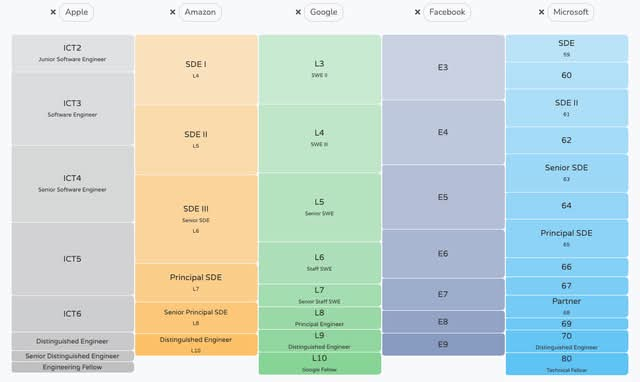 × Apple
× Amazon
× Google
× Facebook
× Microsoft
ICT2
Junior Software Engineer
ICT3
Software Engineer
ICT4
Senior Software Engineer
ICT5
ICT6
Distinguished Engineer
Senior Distinguished Engineer
Engineering Fellow
SDE I
L4
SDE II
L5
SDE III
Senior SDE
L6
Principal SDE
L7
Senior Principal SDE
L8
Distinguished Engineer
L10
L3
SWE II
L4
SWE III
L5
Senior SWE
L6
Staff SWE
L7
Senior Staff SWE
L8
Principal Engineer
L9
Distinguished Engineer
L10
Google Fellow
E3
E4
E5
E6
E7
E8
E9
SDE
59
60
SDE II
61
62
Senior SDE
63
64
Principal SDE
65
66
67
Partner
68
69
70
Distinguished Engineer
80
Technical Fellow